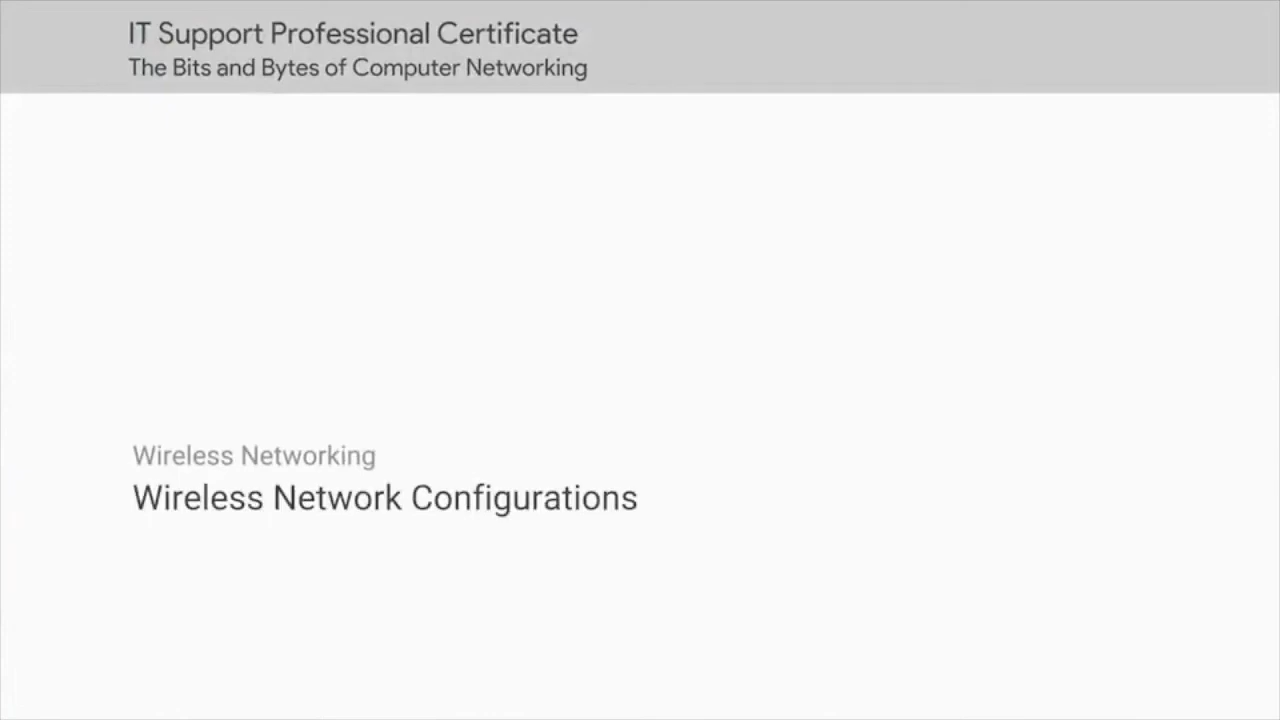 IT Support Professional Certificate
The Bits and Bytes of Computer Networking
Wireless Networking
Wireless Network Configurations